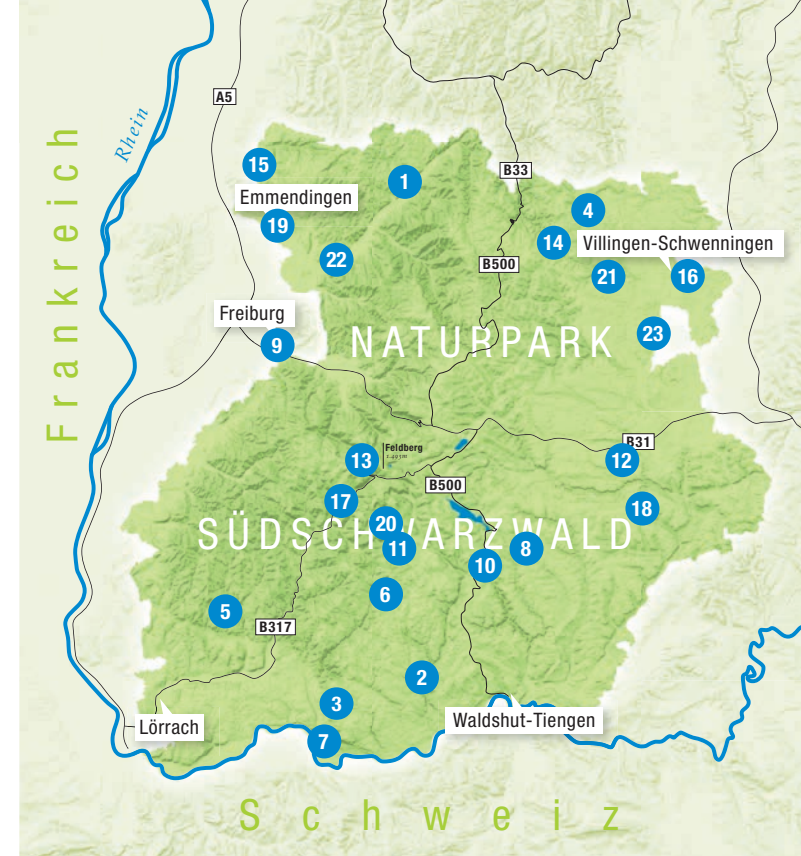 A5
Rhein
Frankreich
15
1
B33
Emmendingen
4
19
14
Villingen-Schwenningen
22
B500
21
16
Freiburg
9
NATURPARK
23
Feldberg
13
B31
12
B500
17
18
20
SÜDSCHWARZWALD
11
8
10
6
5
B317
2
3
Lörrach
7
Waldshut-Tiengen
Schweiz